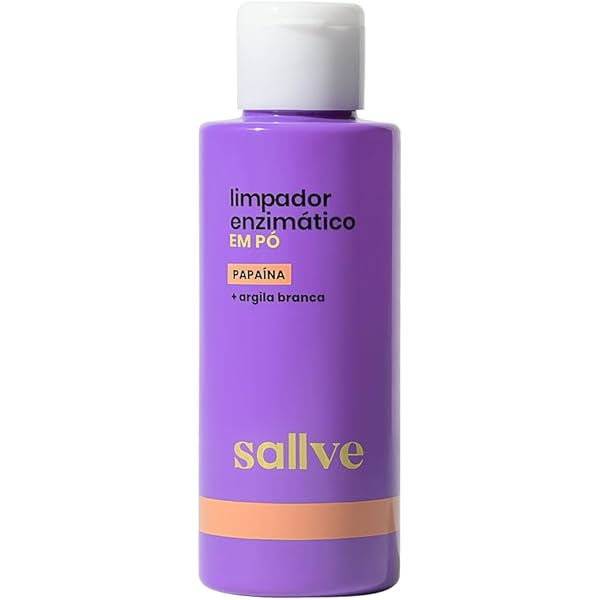 limpador
enzimático
EM PÓ
PAPAÍNA
+ argila branca
sallve